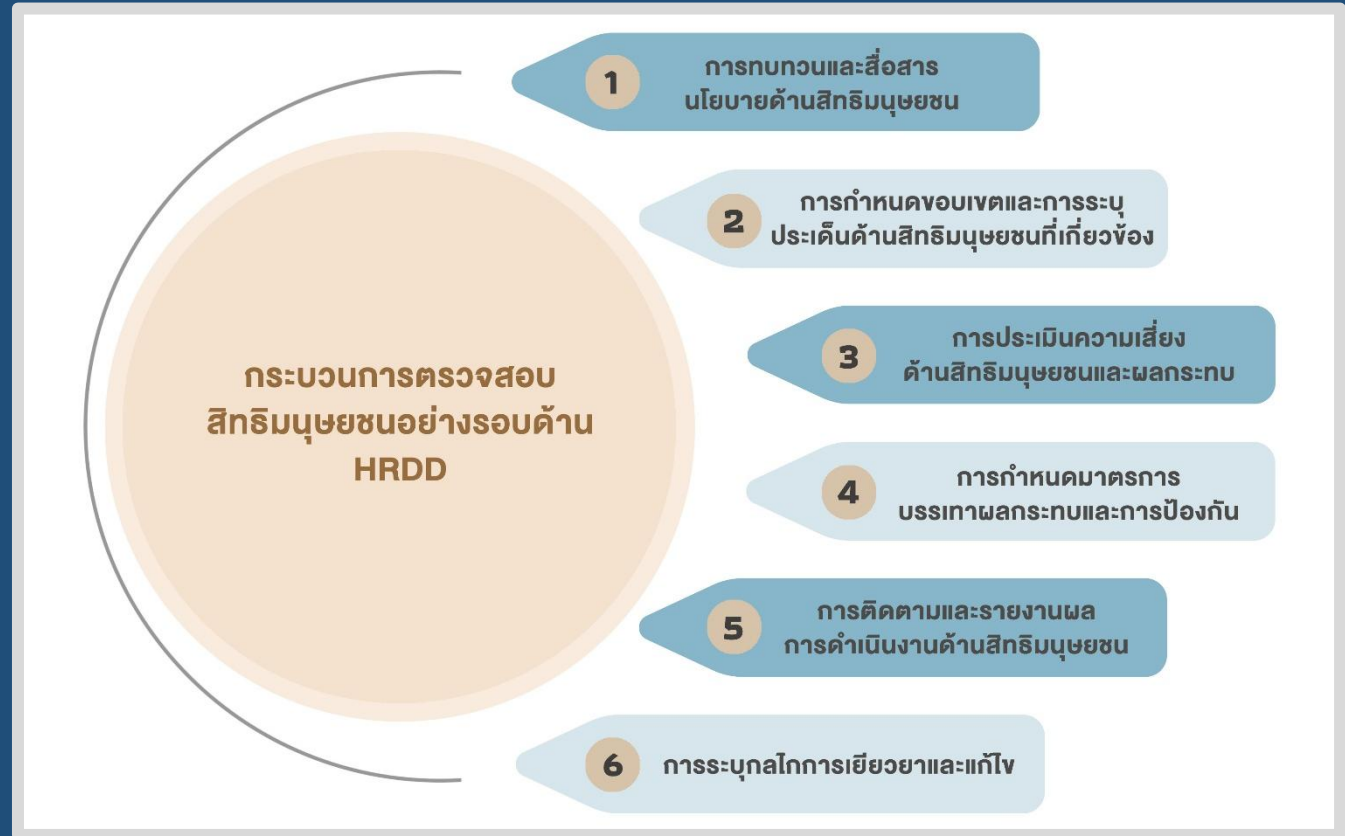 กระบวนการตรวจสอบ
สิทธิมนุษยชนอย่างรอบด้าน
HRDD
1
การทบทวนและสื่อสาร
นโยบายด้านสิทธิมนุษยชน
2
การกำหนดขอบเขตและการระบุ
ประเด็นด้านสิทธิมนุษยชนที่เกี่ยวข้อง
3
การประเมินความเสี่ยง
ด้านสิทธิมนุษยชนและผลกระทบ
4
การกำหนดมาตรการ
บรรเทาผลกระทบและการป้องกัน
5
การติดตามและรายงานผล
การดำเนินงานด้านสิทธิมนุษยชน
6
การระบุกลไกการเยียวยาและแก้ไข